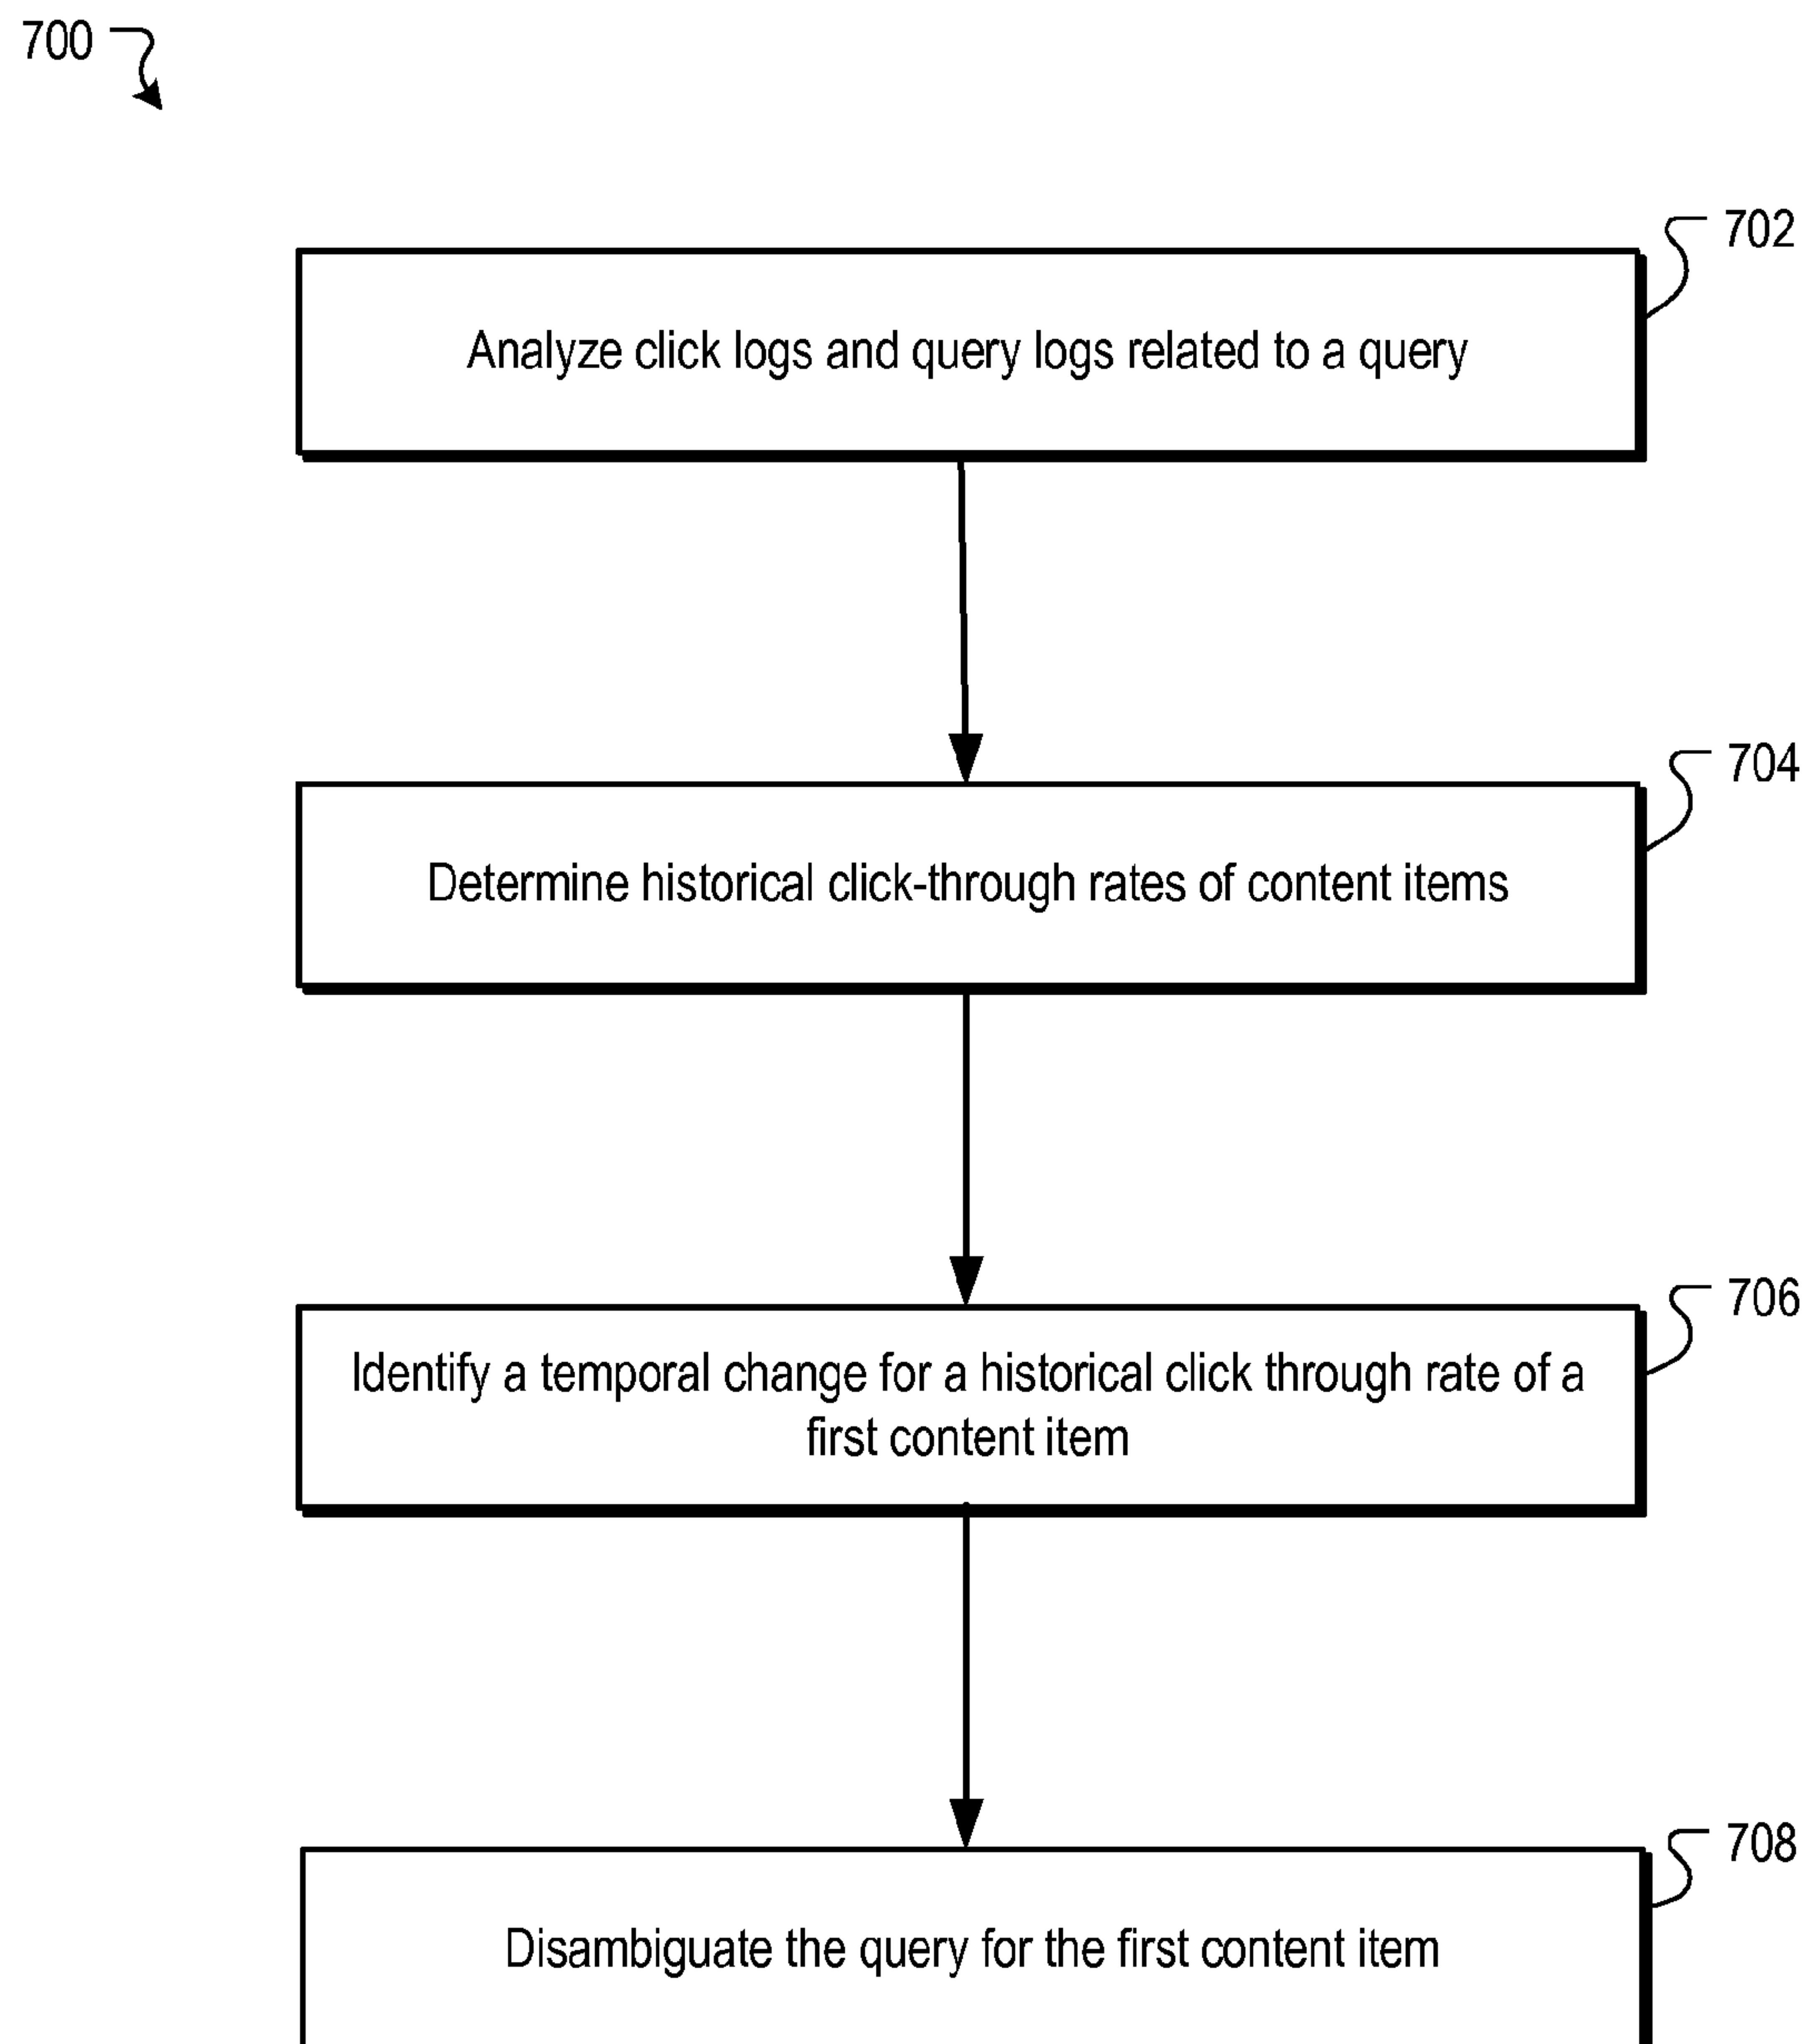 700
702
Analyze click logs and query logs related to a query
704
Determine historical click-through rates of content items
706
Identify a temporal change for a historical click through rate of a
first content item
708
Disambiguate the query for the first content item